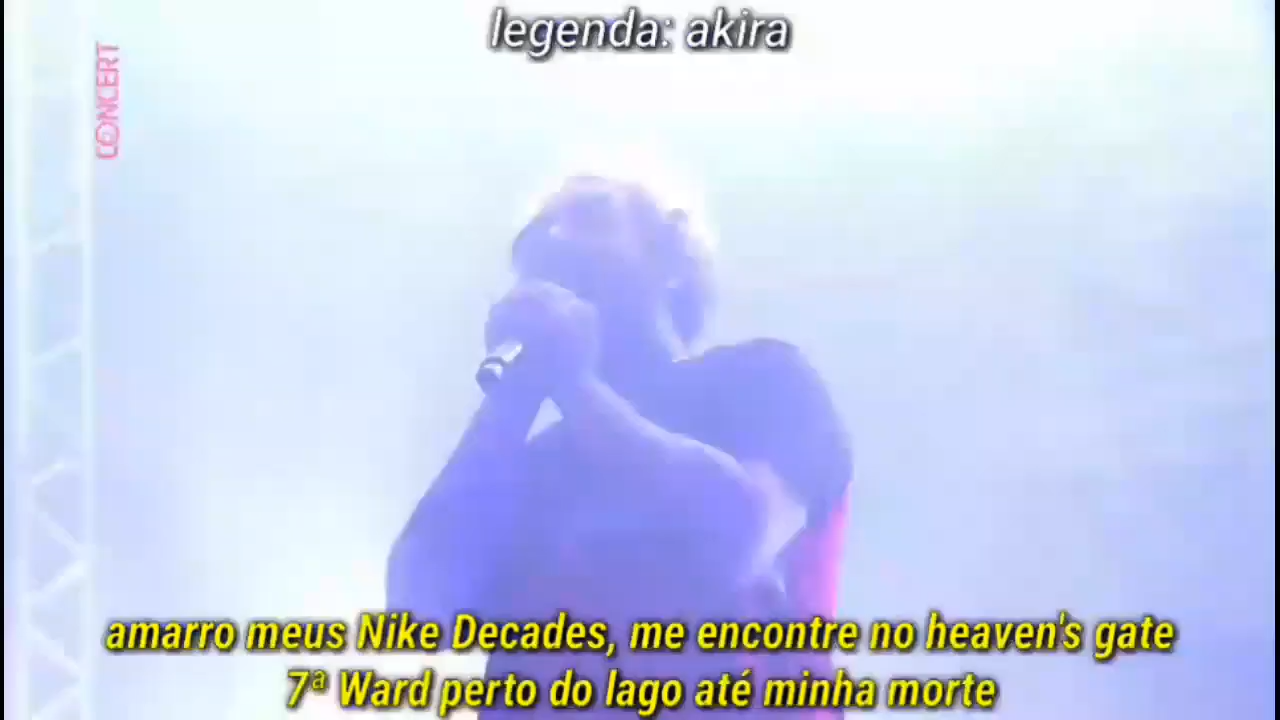 legenda: akira
CONCERT
amarro meus Nike Decades, me encontre no heaven's gate
7ª Ward perto do lago até minha morte